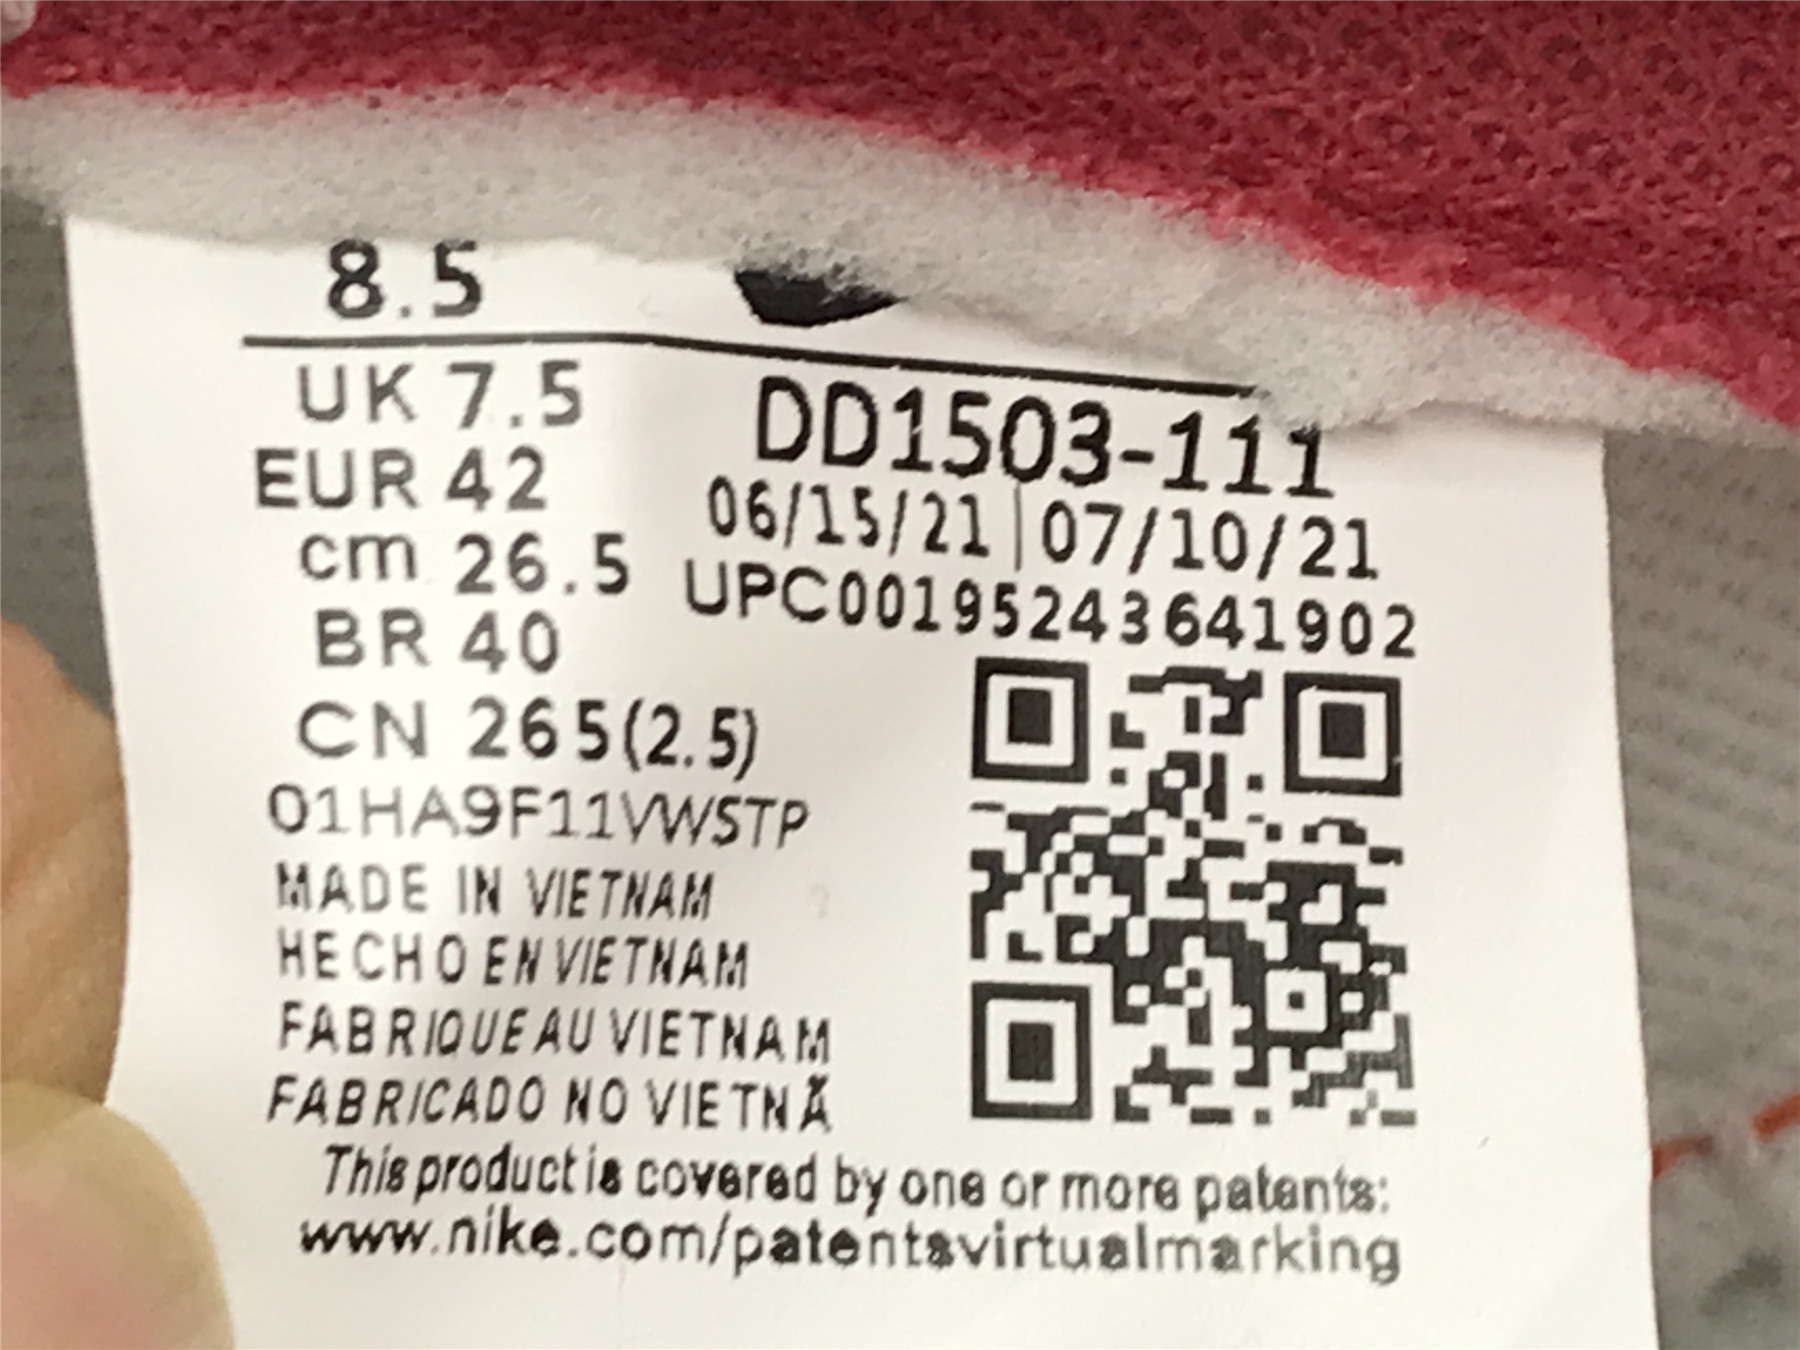 8.5
UK 7.5
EUR 42
cm 26.5
BR 40
CN 265(2.5)
DD1503-111
06/15/21|07/10/21
UPC00195243641902
01HA9F11VWSTP
MADE IN VIETNAM
HECHO EN VIETNAM
FABRIQUE AU VIETNAM
FABRICADO NO VIETNÃ
This product is covered by one or more patents:
www.nike.com/patentsvirtualmarking